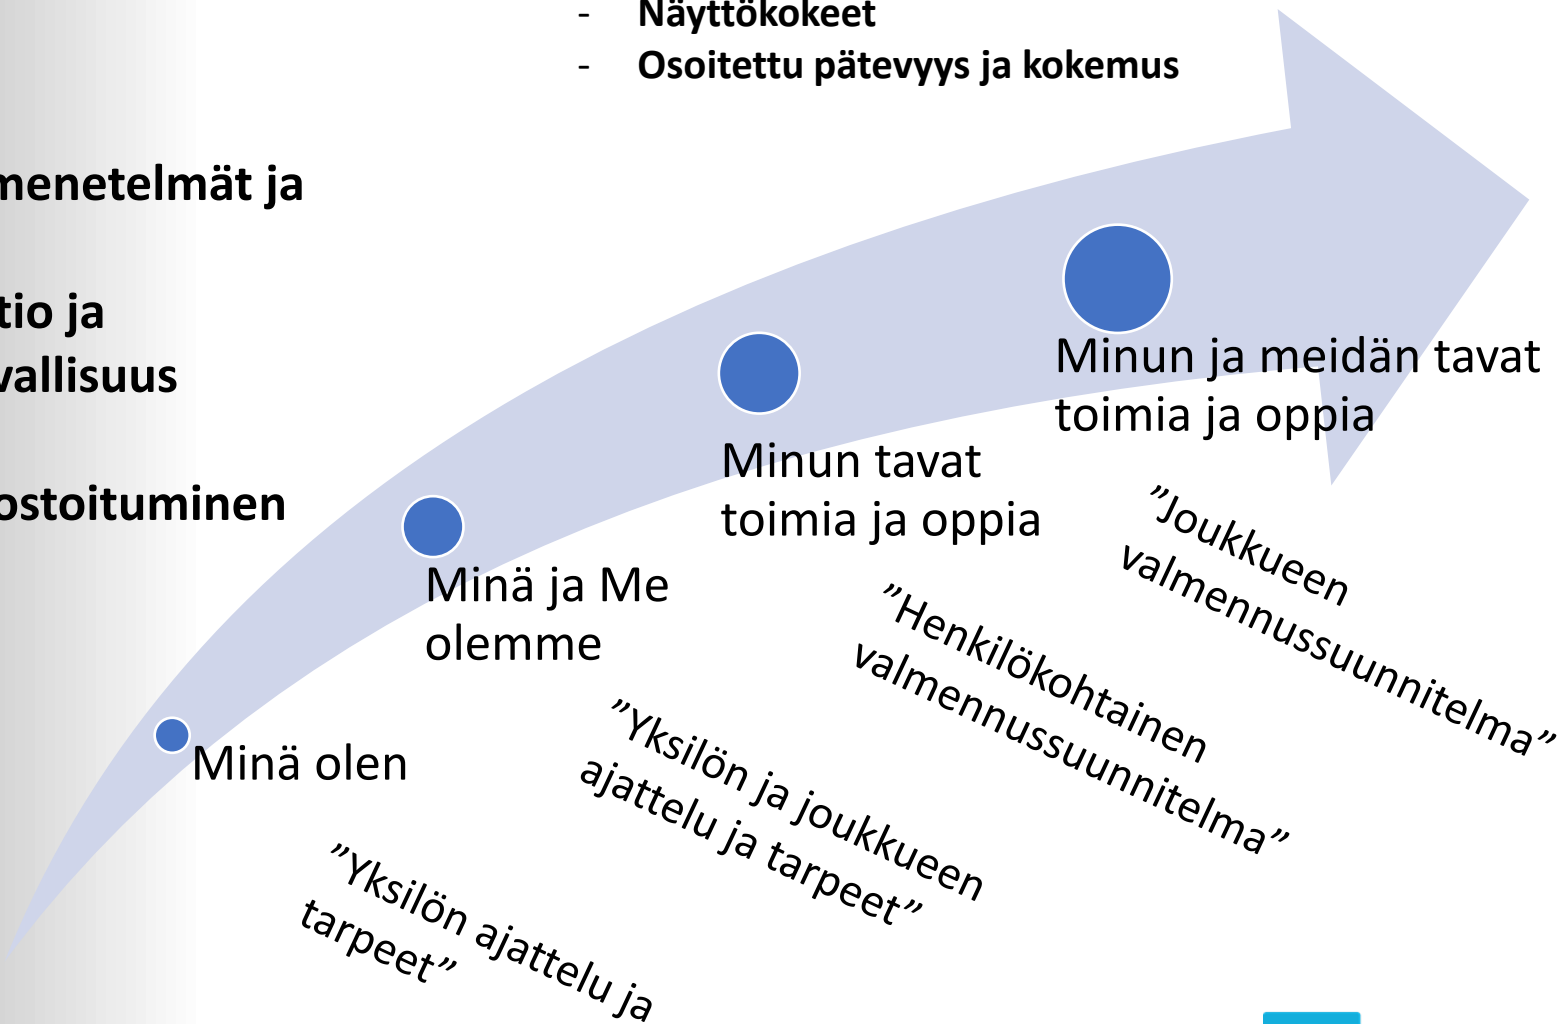 - Näyttökokeet
- Osoitettu pätevyys ja kokemus
menetelmät ja
tio ja
vallisuus
ostoituminen
Minun ja meidän tavat
toimia ja oppia
Minun tavat
toimia ja oppia
Minä ja Me
olemme
Minä olen
”Joukkueen
valmennussuunnitelma”
”Henkilökohtainen
valmennussuunnitelma”
”Yksilön ja joukkueen
ajattelu ja tarpeet”
”Yksilön ajattelu ja
tarpeet”